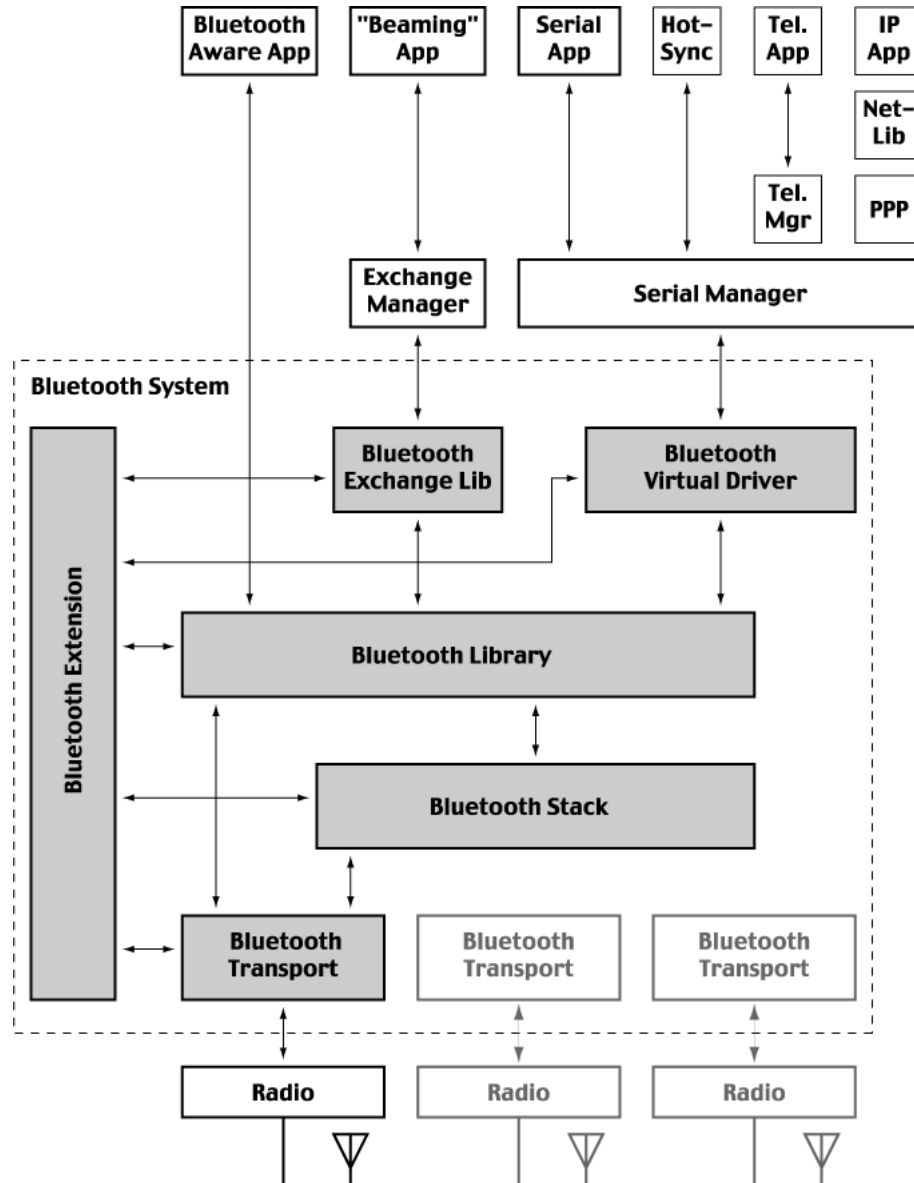 Bluetooth
Aware App
"Beaming"
App
Serial
App
Hot-
Sync
Tel.
App
IP
App
Net-
Lib
Tel.
Mgr
PPP
Exchange
Manager
Serial Manager
Bluetooth System
Bluetooth
Exchange Lib
Bluetooth
Virtual Driver
Bluetooth Extension
Bluetooth Library
Bluetooth Stack
Bluetooth
Transport
Bluetooth
Transport
Bluetooth
Transport
Radio
Radio
Radio